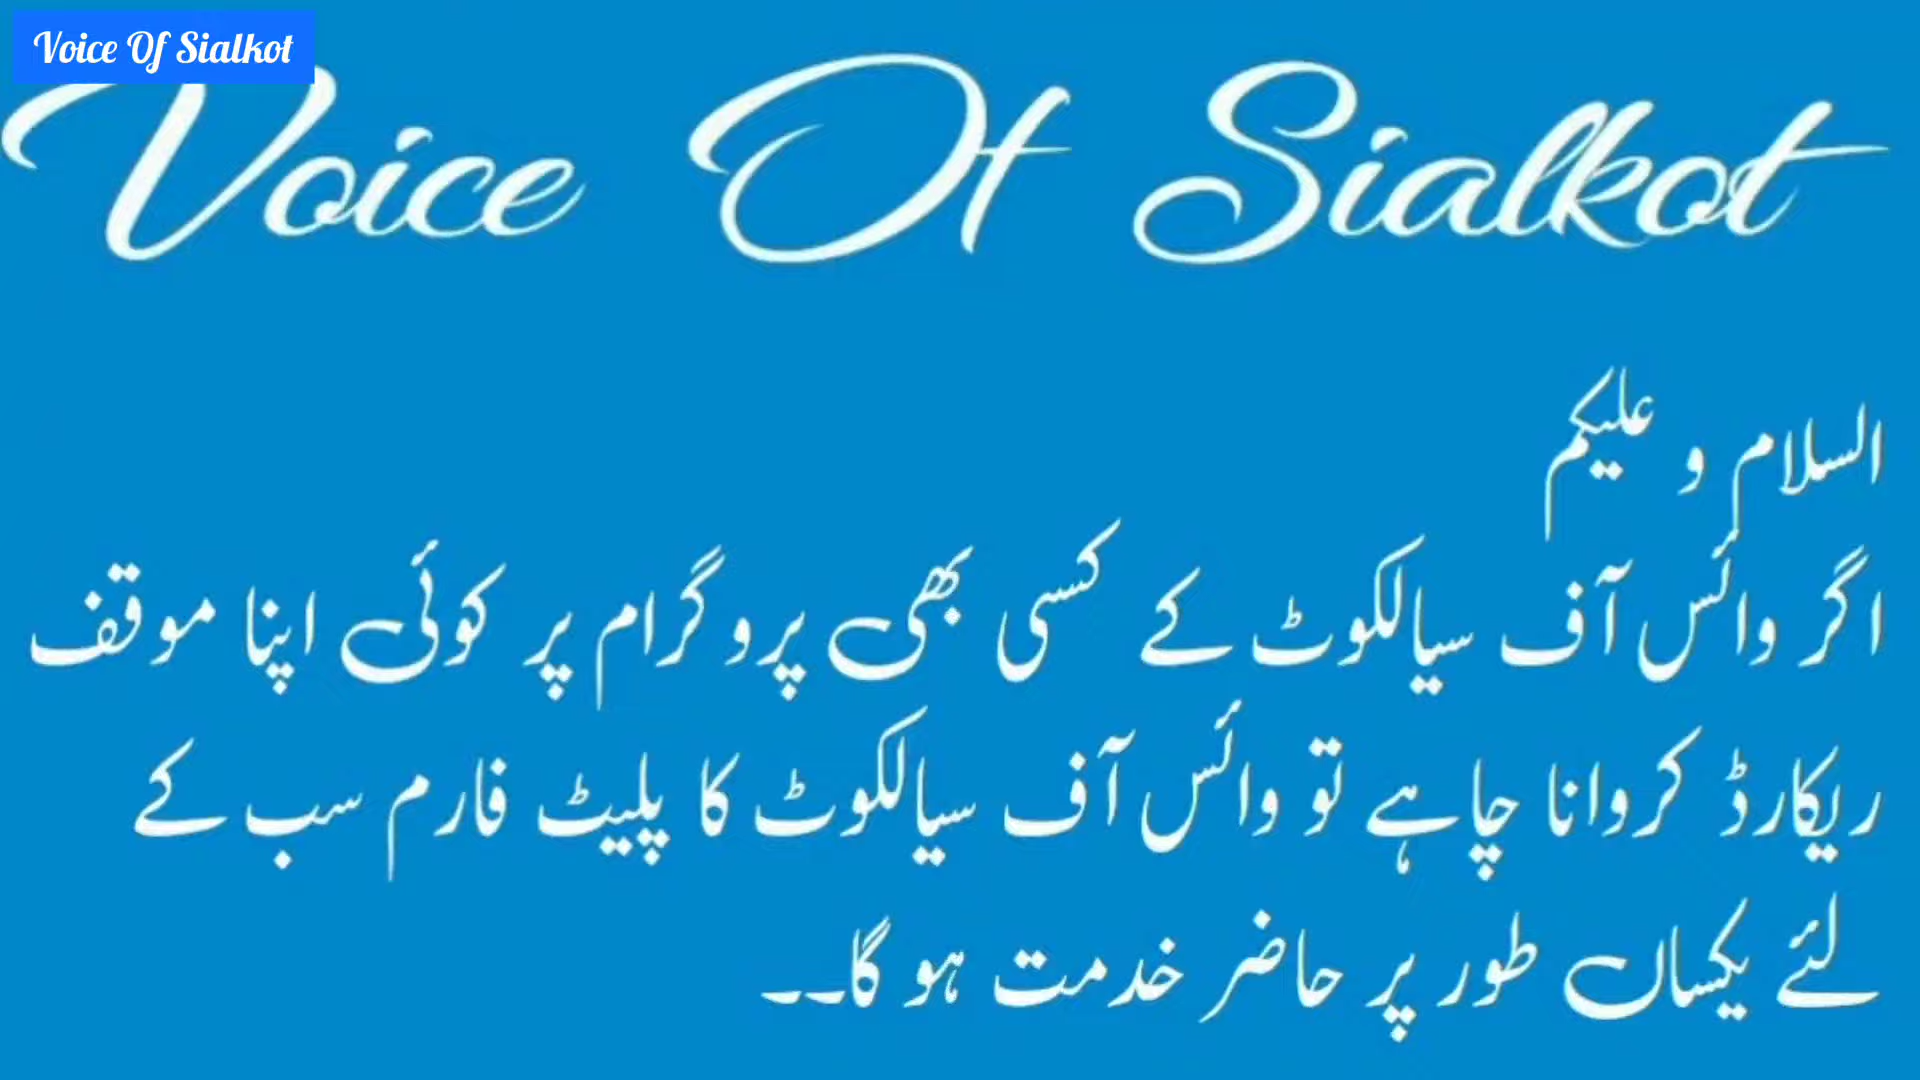 Voice Of Sialkot
Voice Of Sialkot
السلام و علیکم
اگر وائس آف سیالکوٹ کے کسی بھی پروگرام پر کوئی اپنا موقف
ریکارڈ کروانا چاہے تو وائس آف سیالکوٹ کا پلیٹ فارم سب کے
لئے یکساں طور پر حاضر خدمت ہو گا۔۔